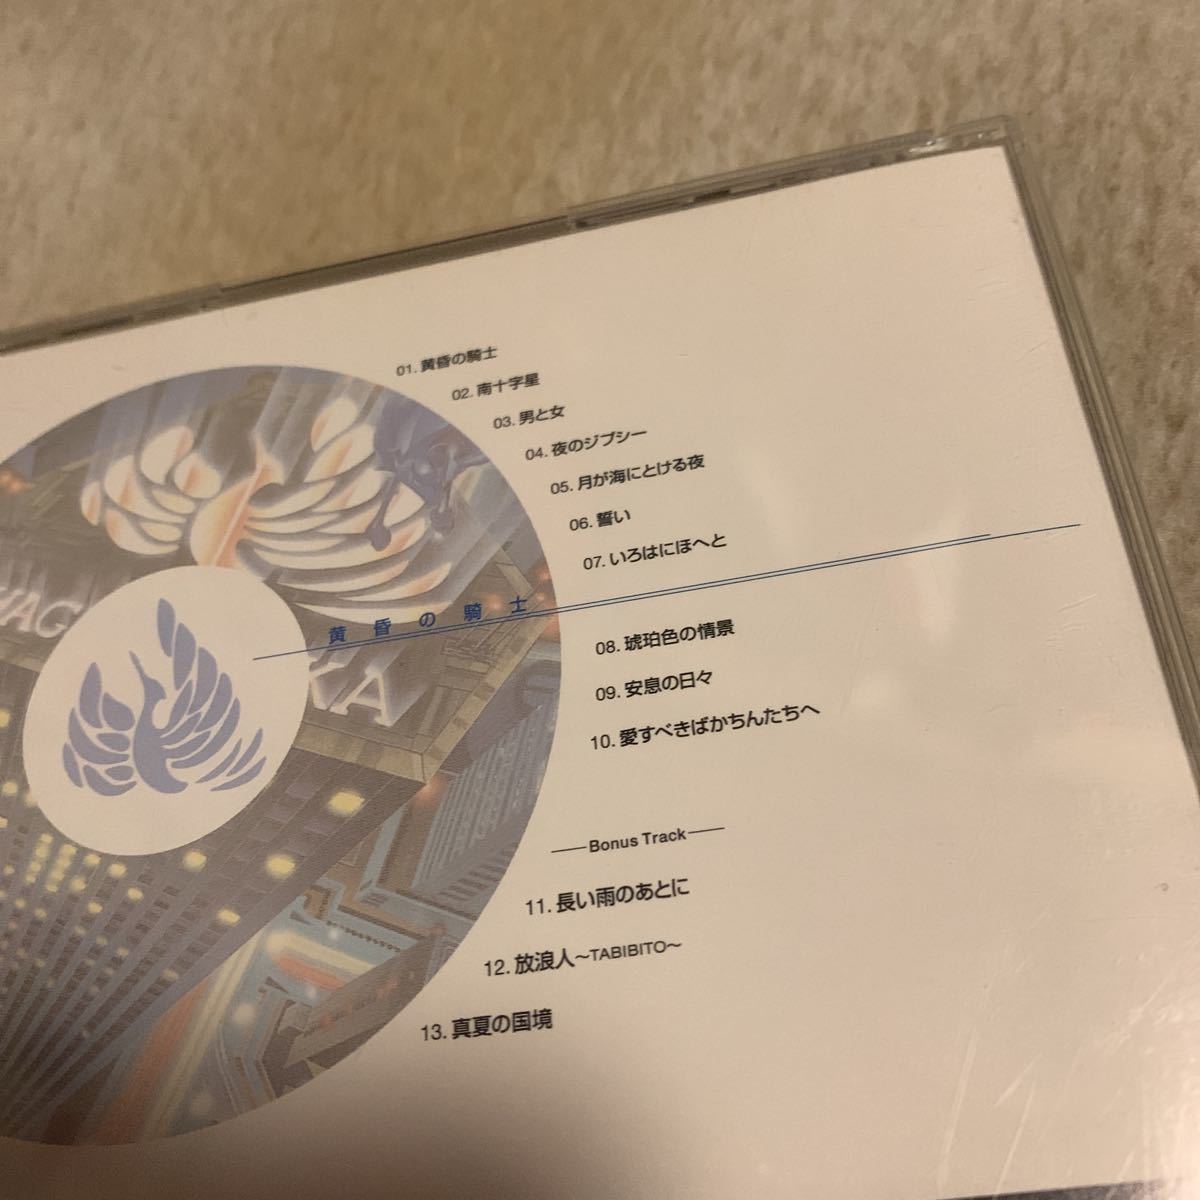 01. 黄昏の騎士
02. 南十字星
03. 男と女
04. 夜のジプシー
05. 月が海にとける夜
06. 誓い
07. いろはにほへと
黄昏の騎士
08. 琥珀色の情景
09. 安息の日々
10. 愛すべきばかちんたちへ
Bonus Track
11. 長い雨のあとに
12. 放浪人~TABIBITO~
13. 真夏の国境